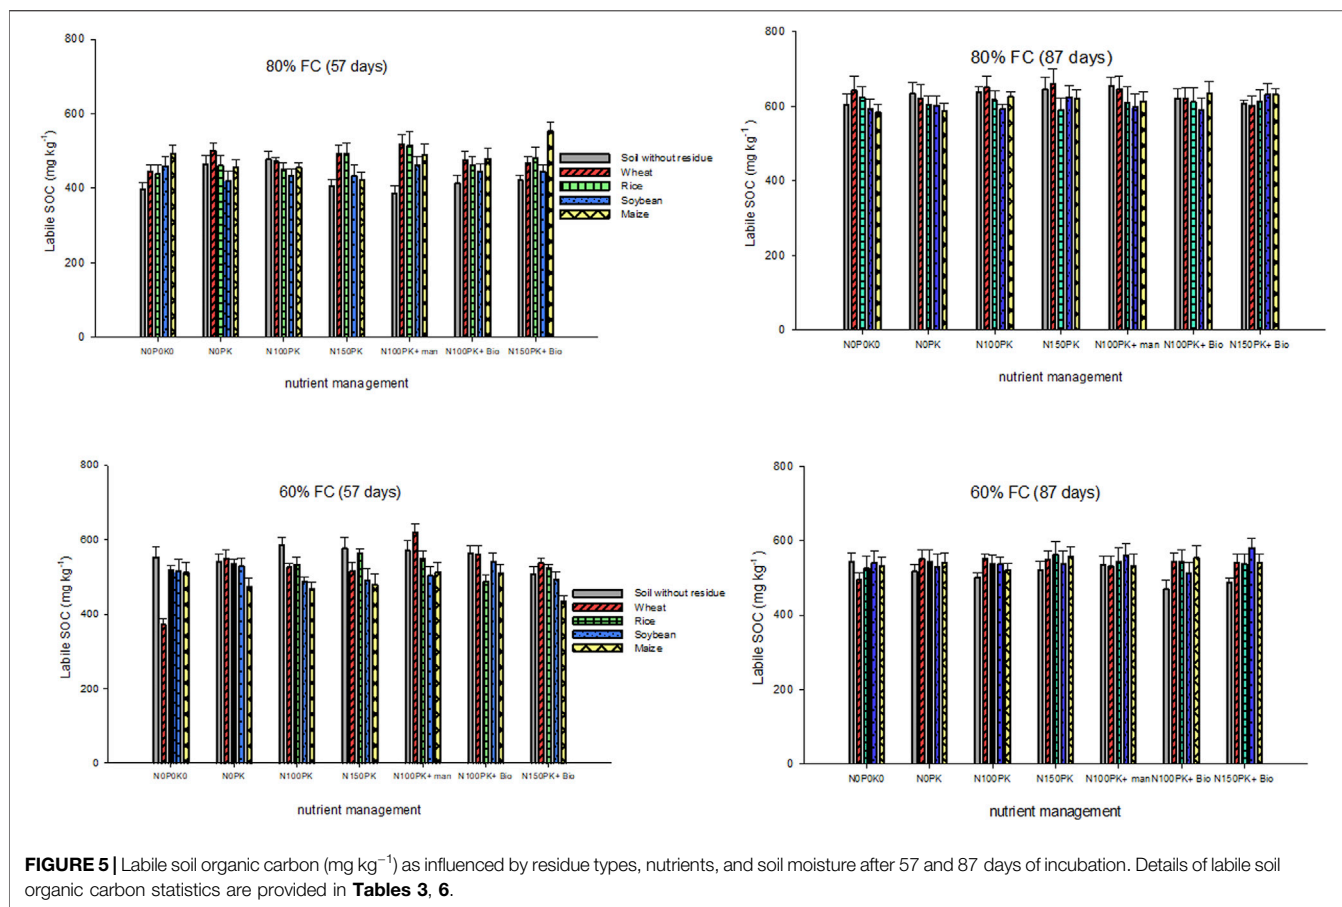 800
600
400
200
0
Labile SOC (mg kg⁻¹)
80% FC (57 days)
Soil without residue
Wheat
Rice
Soybean
Maize
N0P0K0 N0PK N100PK N150PK N100PK+ man N100PK+ Bio N150PK+ Bio
nutrient management
800
600
400
200
0
Labile SOC (mg kg⁻¹)
80% FC (87 days)
N0P0K0 N0PK N100PK N150PK N100PK+ man N100PK+ Bio N150PK+ Bio
nutrient management
800
600
400
200
0
Labile SOC (mg kg⁻¹)
60% FC (57 days)
Soil without residue
Wheat
Rice
Soybean
Maize
N0P0K0 N0PK N100PK N150PK N100PK+ man N100PK+ Bio N150PK+ Bio
nutrient management
800
600
400
200
0
Labile SOC (mg kg⁻¹)
60% FC (87 days)
N0P0K0 N0PK N100PK N150PK N100PK+ man N100PK+ Bio N150PK+ Bio
nutrient management
FIGURE 5 | Labile soil organic carbon (mg kg⁻¹) as influenced by residue types, nutrients, and soil moisture after 57 and 87 days of incubation. Details of labile soil
organic carbon statistics are provided in Tables 3, 6.